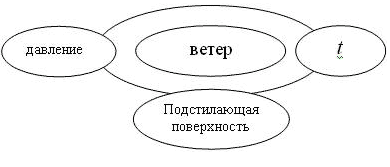 давление
ветер
t
Подстилающая
поверхность